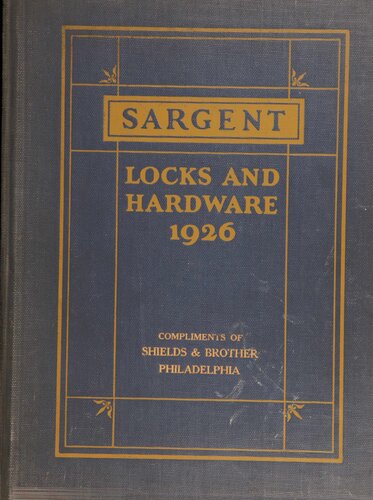 SARGENT
LOCKS AND
HARDWARE
1926
COMPLIMENTS OF
SHIELDS & BROTHER
PHILADELPHIA